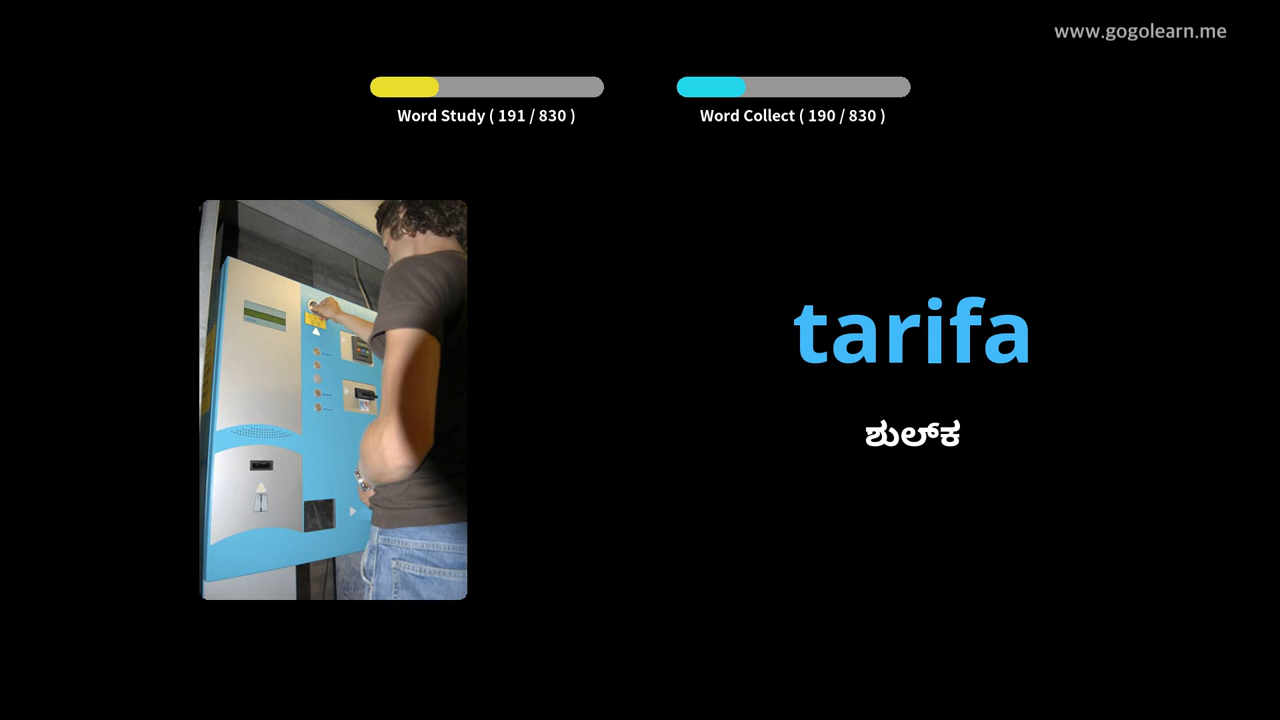 www.gogolearn.me
Word Study ( 191 / 830 )
Word Collect ( 190 / 830 )
tarifa
ಶುಲ್‌ಕ